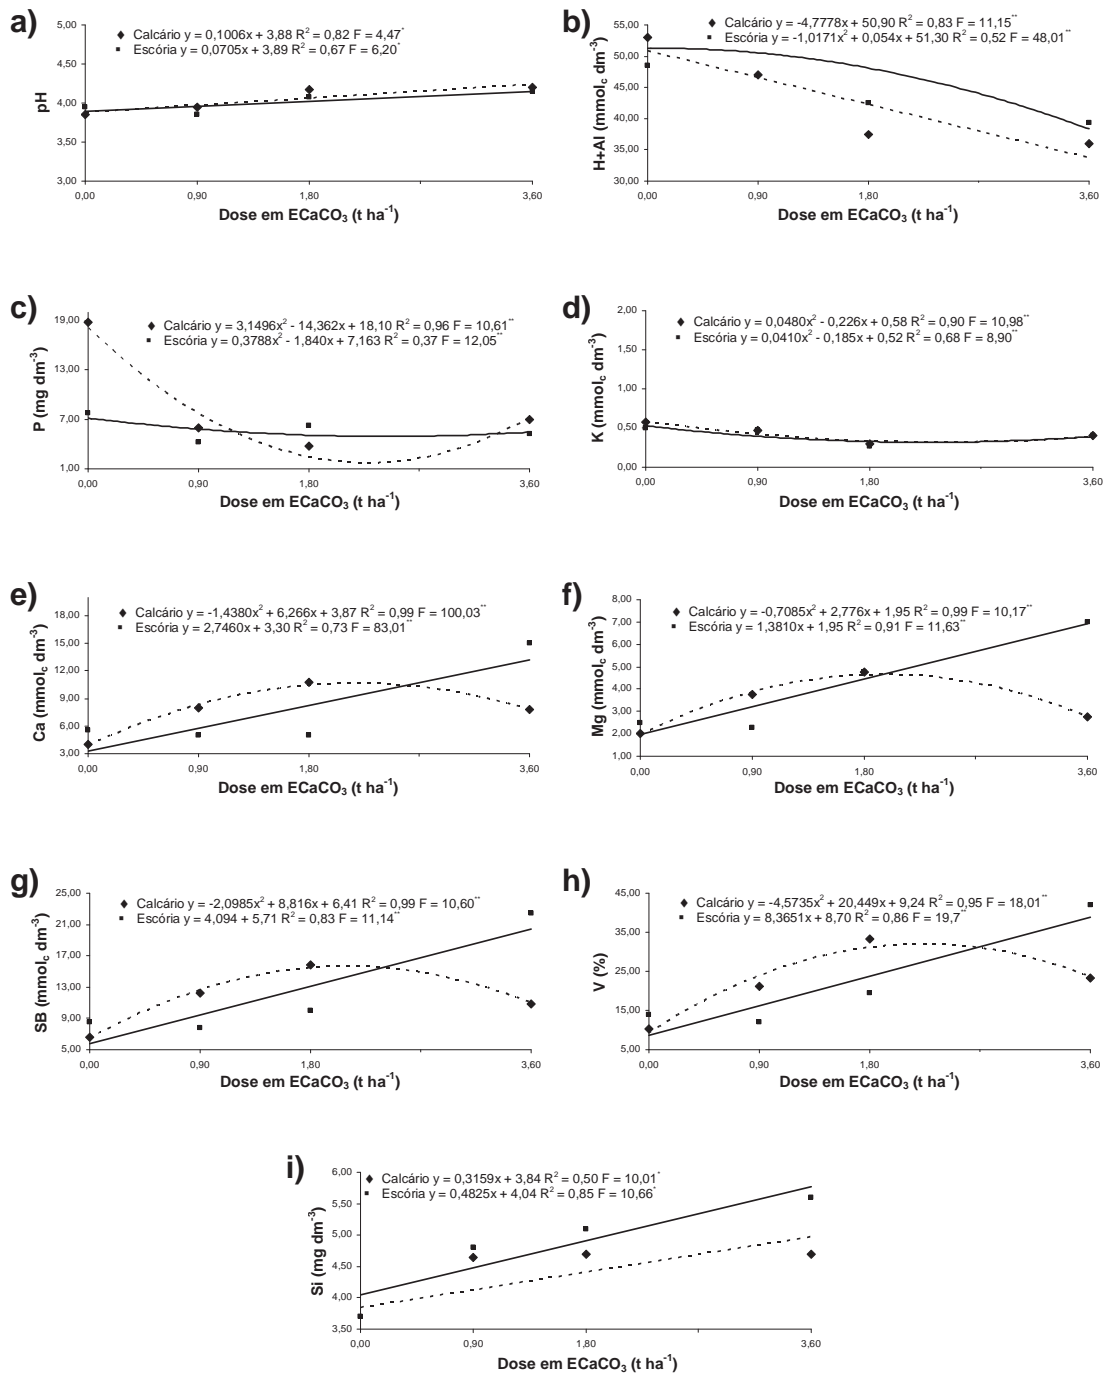 a)
5,00
4,50
4,00
3,50
3,00
pH
Calcário y = 0,1006x + 3,88 R² = 0,82 F = 4,47*
Escória y = 0,0705x + 3,89 R² = 0,67 F = 6,20*
0,00 0,90 1,80 3,60
Dose em ECaCO₃ (t ha⁻¹)
b)
55,00
50,00
45,00
40,00
35,00
30,00
H+Al (mmol꜀ dm⁻³)
Calcário y = -4,7778x + 50,90 R² = 0,83 F = 11,15**
Escória y = -1,0171x² + 0,054x + 51,30 R² = 0,52 F = 48,01**
0,00 0,90 1,80 3,60
Dose em ECaCO₃ (t ha⁻¹)
c)
19,00
13,00
7,00
1,00
P (mg dm⁻³)
Calcário y = 3,1496x² - 14,362x + 18,10 R² = 0,96 F = 10,61**
Escória y = 0,3788x² - 1,840x + 7,163 R² = 0,37 F = 12,05**
0,00 0,90 1,80 3,60
Dose em ECaCO₃ (t ha⁻¹)
d)
2,00
1,50
1,00
0,50
0,00
K (mmol꜀ dm⁻³)
Calcário y = 0,0480x² - 0,226x + 0,58 R² = 0,90 F = 10,98**
Escória y = 0,0410x² - 0,185x + 0,52 R² = 0,68 F = 8,90**
0,00 0,90 1,80 3,60
Dose em ECaCO₃ (t ha⁻¹)
e)
18,00
15,00
12,00
9,00
6,00
3,00
Ca (mmol꜀ dm⁻³)
Calcário y = -1,4380x² + 6,266x + 3,87 R² = 0,99 F = 100,03**
Escória y = 2,7460x + 3,30 R² = 0,73 F = 83,01**
0,00 0,90 1,80 3,60
Dose em ECaCO₃ (t ha⁻¹)
f)
8,00
7,00
6,00
5,00
4,00
3,00
2,00
1,00
Mg (mmol꜀ dm⁻³)
Calcário y = -0,7085x² + 2,776x + 1,95 R² = 0,99 F = 10,17**
Escória y = 1,3810x + 1,95 R² = 0,91 F = 11,63**
0,00 0,90 1,80 3,60
Dose em ECaCO₃ (t ha⁻¹)
g)
25,00
21,00
17,00
13,00
9,00
5,00
SB (mmol꜀ dm⁻³)
Calcário y = -2,0985x² + 8,816x + 6,41 R² = 0,99 F = 10,60**
Escória y = 4,094 + 5,71 R² = 0,83 F = 11,14**
0,00 0,90 1,80 3,60
Dose em ECaCO₃ (t ha⁻¹)
h)
45,00
35,00
25,00
15,00
5,00
V (%)
Calcário y = -4,5735x² + 20,449x + 9,24 R² = 0,95 F = 18,01**
Escória y = 8,3651x + 8,70 R² = 0,86 F = 19,7**
0,00 0,90 1,80 3,60
Dose em ECaCO₃ (t ha⁻¹)
i)
6,00
5,50
5,00
4,50
4,00
3,50
Si (mg dm⁻³)
Calcário y = 0,3159x + 3,84 R² = 0,50 F = 10,01*
Escória y = 0,4825x + 4,04 R² = 0,85 F = 10,66*
0,00 0,90 1,80 3,60
Dose em ECaCO₃ (t ha⁻¹)